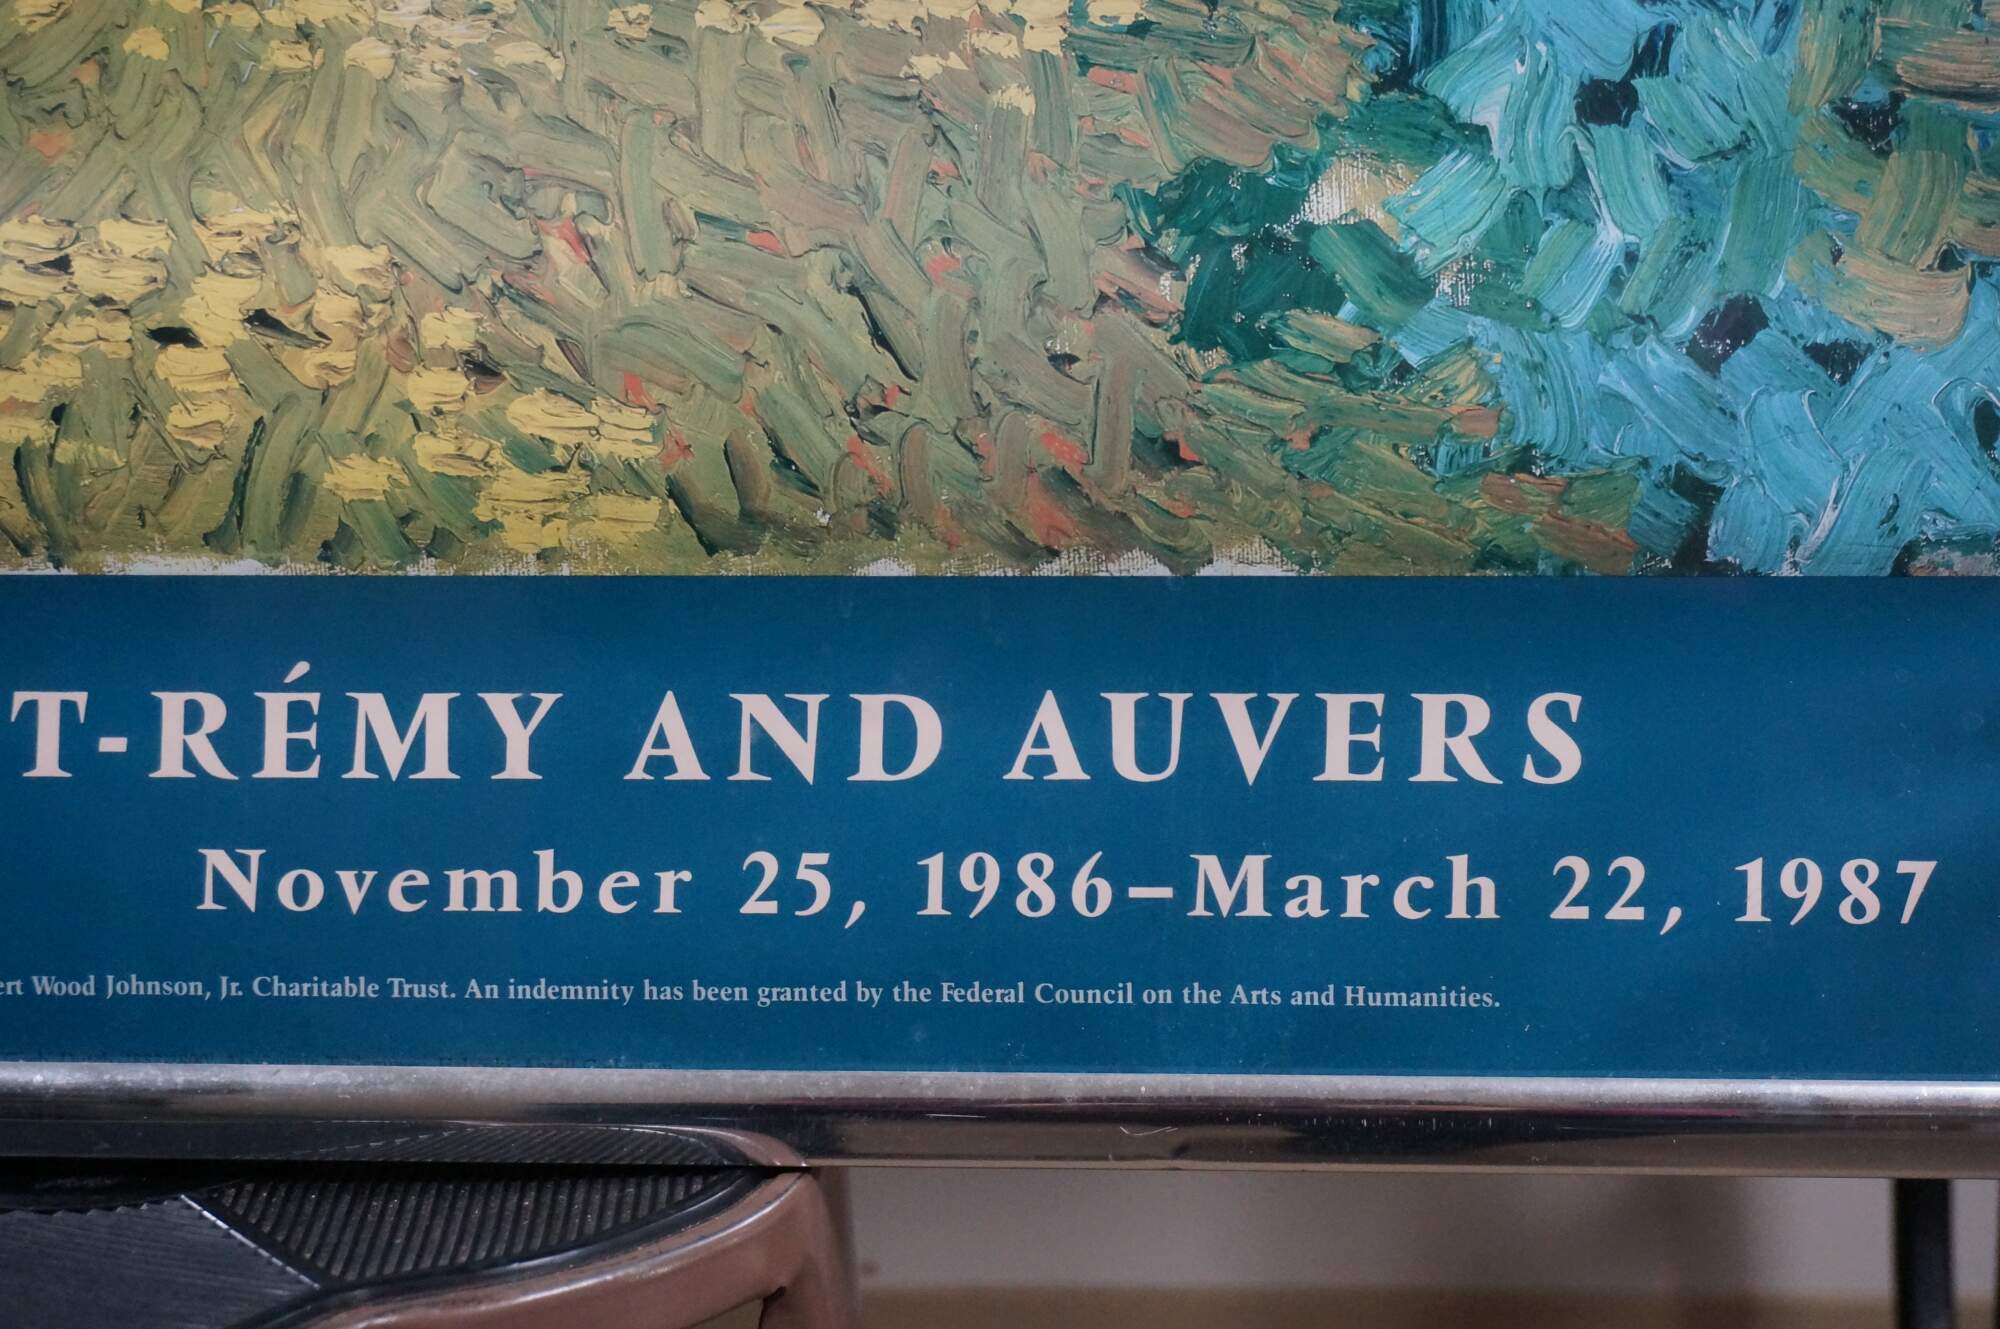 T-RÉMY AND AUVERS
November 25, 1986–March 22, 1987
ert Wood Johnson, Jr. Charitable Trust. An indemnity has been granted by the Federal Council on the Arts and Humanities.